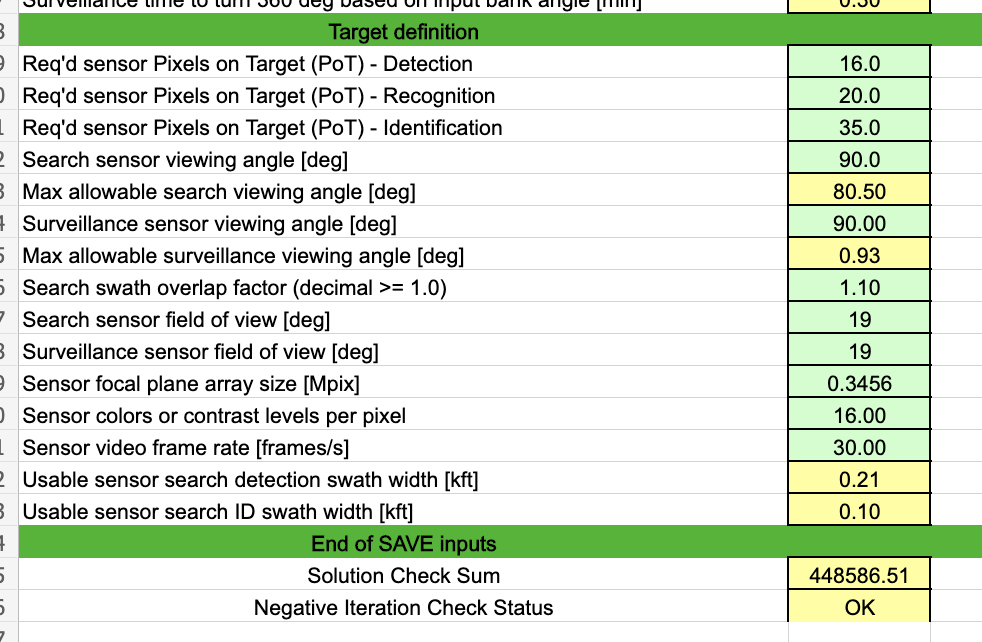 Surveillance time to turn 360 deg based on input bank angle [min] 0.30
Target definition
Req'd sensor Pixels on Target (PoT) - Detection 16.0
Req'd sensor Pixels on Target (PoT) - Recognition 20.0
Req'd sensor Pixels on Target (PoT) - Identification 35.0
Search sensor viewing angle [deg] 90.0
Max allowable search viewing angle [deg] 80.50
Surveillance sensor viewing angle [deg] 90.00
Max allowable surveillance viewing angle [deg] 0.93
Search swath overlap factor (decimal >= 1.0) 1.10
Search sensor field of view [deg] 19
Surveillance sensor field of view [deg] 19
Sensor focal plane array size [Mpix] 0.3456
Sensor colors or contrast levels per pixel 16.00
Sensor video frame rate [frames/s] 30.00
Usable sensor search detection swath width [kft] 0.21
Usable sensor search ID swath width [kft] 0.10
End of SAVE inputs
Solution Check Sum 448586.51
Negative Iteration Check Status OK